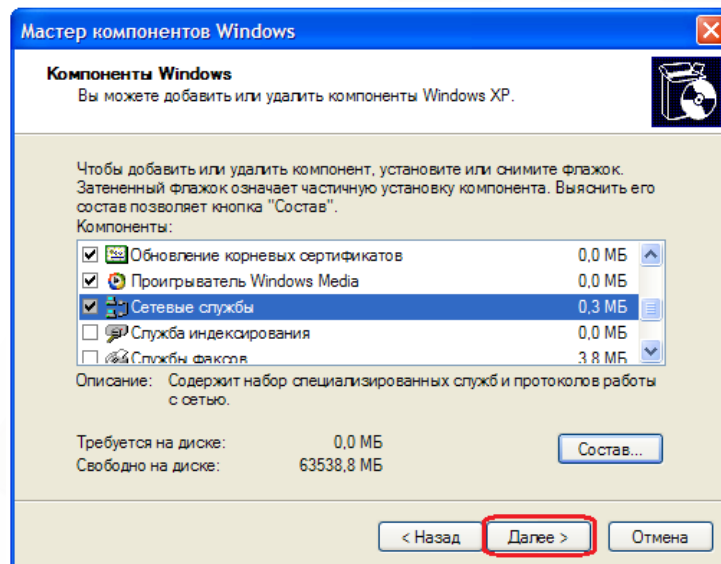 Мастер компонентов Windows
Компоненты Windows
Вы можете добавить или удалить компоненты Windows XP.
Чтобы добавить или удалить компонент, установите или снимите флажок.
Затененный флажок означает частичную установку компонента. Выяснить его
состав позволяет кнопка "Состав".
Компоненты:
Обновление корневых сертификатов 0,0 МБ
Проигрыватель Windows Media 0,0 МБ
Сетевые службы 0,3 МБ
Служба индексирования 0,0 МБ
Службы факсов 3,8 МБ
Описание: Содержит набор специализированных служб и протоколов работы
с сетью.
Требуется на диске: 0,0 МБ
Свободно на диске: 63538,8 МБ
Состав...
< Назад Далее > Отмена